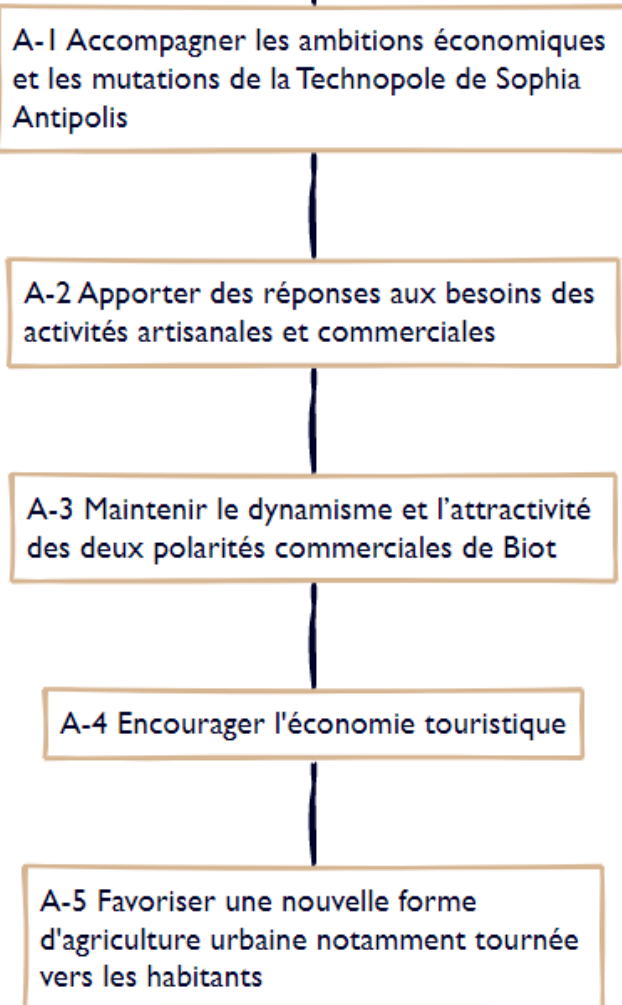 A-1 Accompagner les ambitions économiques
et les mutations de la Technopole de Sophia
Antipolis
A-2 Apporter des réponses aux besoins des
activités artisanales et commerciales
A-3 Maintenir le dynamisme et l’attractivité
des deux polarités commerciales de Biot
A-4 Encourager l'économie touristique
A-5 Favoriser une nouvelle forme
d'agriculture urbaine notamment tournée
vers les habitants